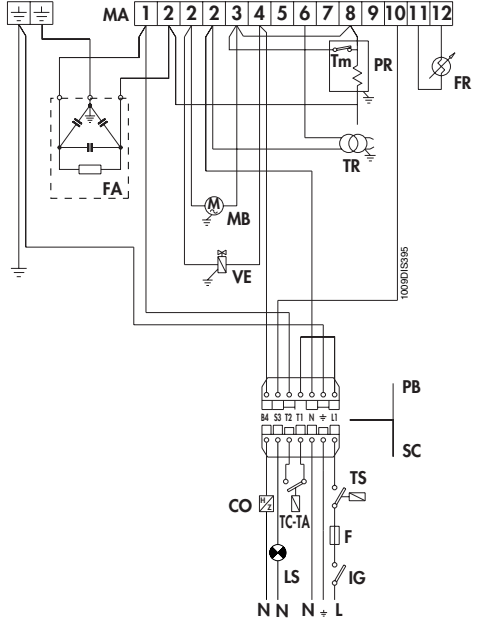 MA 1 2 2 2 3 4 5 6 7 8 9 10 11 12
Tm
PR
FR
TR
FA
M
MB
VE
1009DIS395
PB
B4 S3 T2 T1 N L1
SC
TS
CO
H
Z
TC-TA
F
LS
IG
N N N L